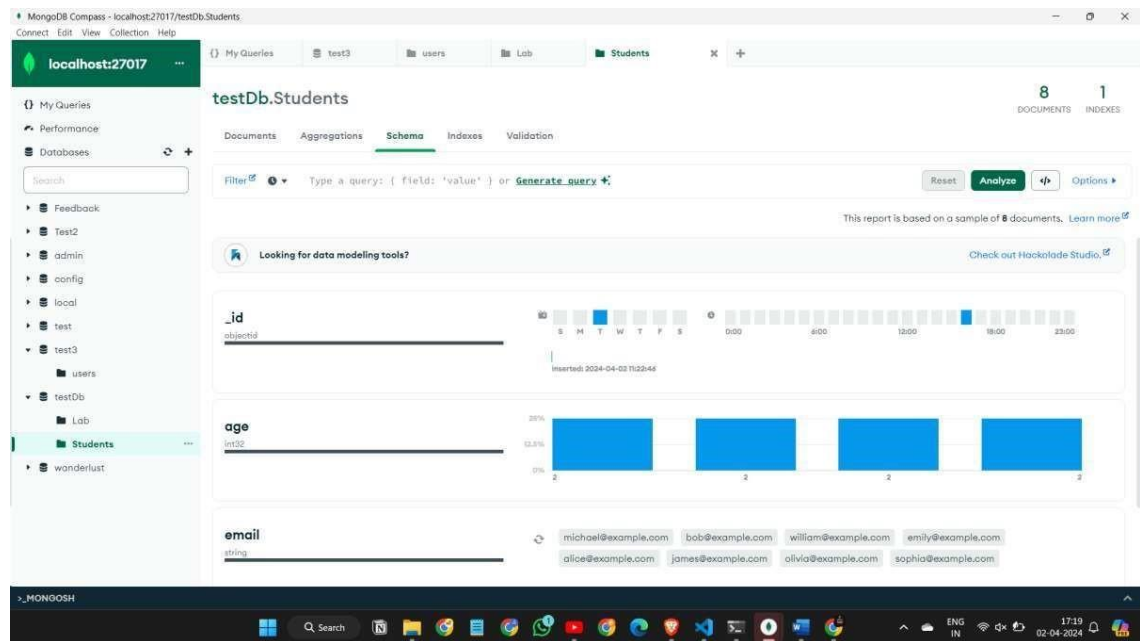 MongoDB Compass - localhost:27017/testDb.Students
Connect Edit View Collection Help
localhost:27017 ...
{} My Queries test3 users Lab Students
{} My Queries
Performance
Databases
Search
Feedback
Test2
admin
config
local
test
test3
users
testDb
Lab
Students ...
wanderlust
testDb.Students
8 DOCUMENTS 1 INDEXES
Documents Aggregations Schema Indexes Validation
Filter Type a query: { field: 'value' } or Generate query Reset Analyze </> Options
This report is based on a sample of 8 documents. Learn more
Looking for data modeling tools? Check out Hackolade Studio.
_id
objectid
S M T W T F S 0:00 6:00 12:00 18:00 23:00
inserted: 2024-04-02 11:22:46
age
int32
25%
12.5%
0%
2 2 2 2
email
string
michael@example.com bob@example.com william@example.com emily@example.com
alice@example.com james@example.com olivia@example.com sophia@example.com
>_MONGOSH
Search
ENG
IN
17:19
02-04-2024